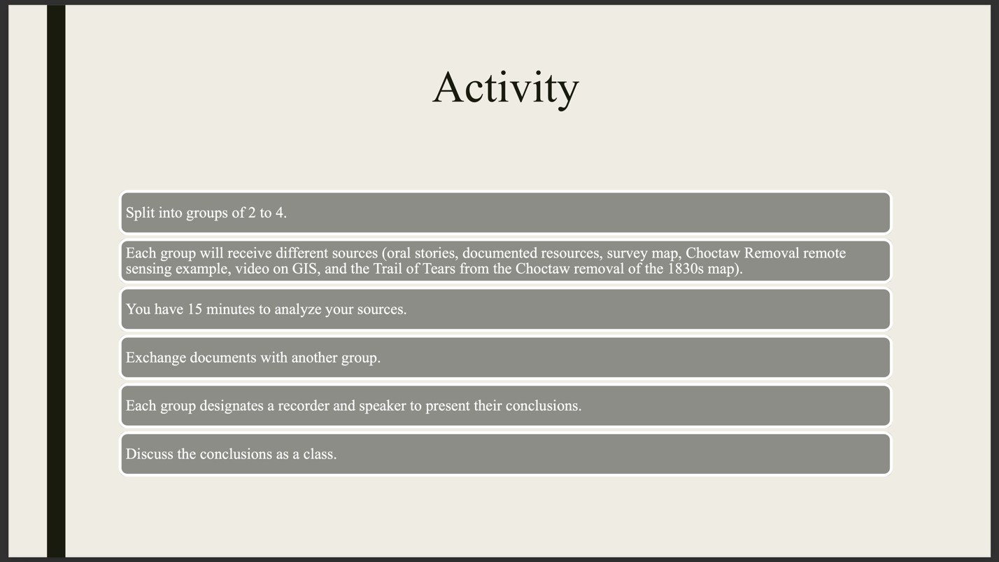 Activity
Split into groups of 2 to 4.
Each group will receive different sources (oral stories, documented resources, survey map, Choctaw Removal remote
sensing example, video on GIS, and the Trail of Tears from the Choctaw removal of the 1830s map).
You have 15 minutes to analyze your sources.
Exchange documents with another group.
Each group designates a recorder and speaker to present their conclusions.
Discuss the conclusions as a class.